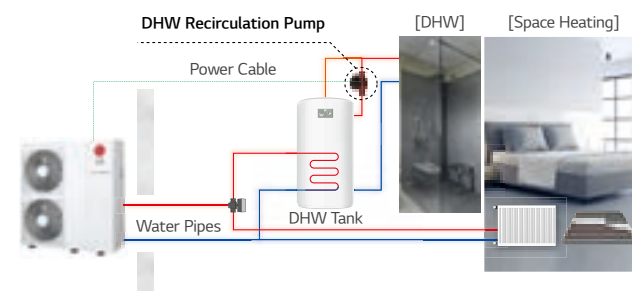 DHW Recirculation Pump
[DHW]
[Space Heating]
Power Cable
Water Pipes
DHW Tank